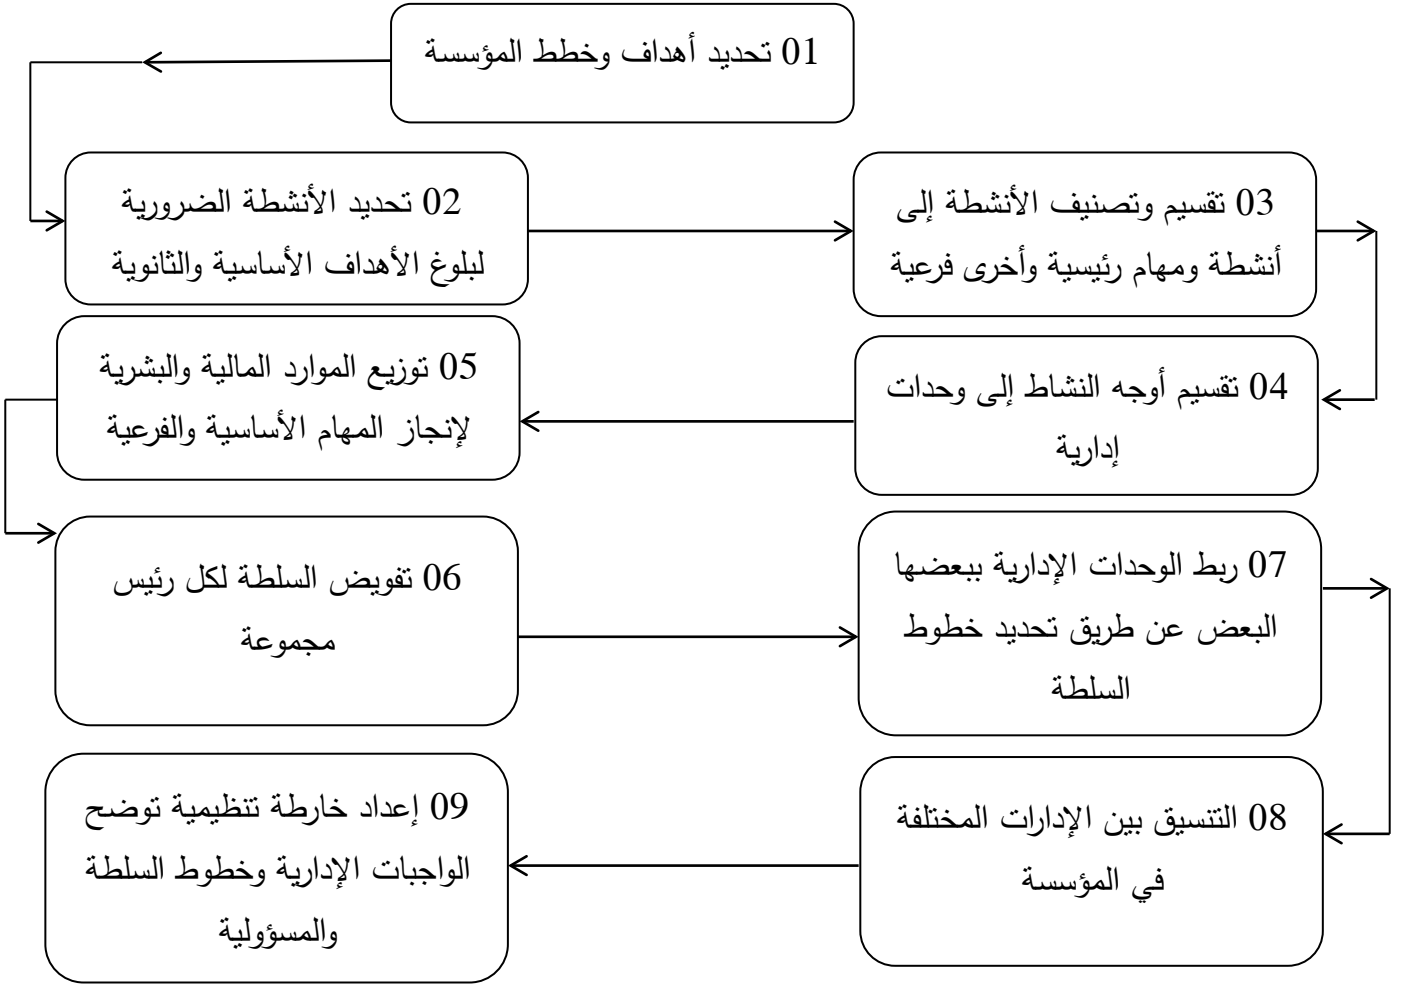 01 تحديد أهداف وخطط المؤسسة
02 تحديد الأنشطة الضرورية
لبلوغ الأهداف الأساسية والثانوية
03 تقسيم وتصنيف الأنشطة إلى
أنشطة ومهام رئيسية وأخرى فرعية
04 تقسيم أوجه النشاط إلى وحدات
إدارية
05 توزيع الموارد المالية والبشرية
لإنجاز المهام الأساسية والفرعية
06 تفويض السلطة لكل رئيس
مجموعة
07 ربط الوحدات الإدارية ببعضها
البعض عن طريق تحديد خطوط
السلطة
08 التنسيق بين الإدارات المختلفة
في المؤسسة
09 إعداد خارطة تنظيمية توضح
الواجبات الإدارية وخطوط السلطة
والمسؤولية